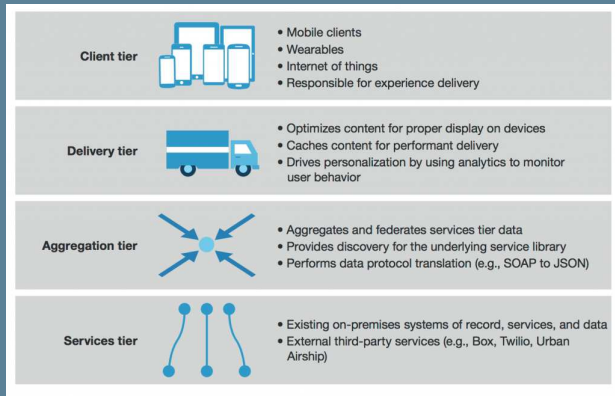 Client tier
• Mobile clients
• Wearables
• Internet of things
• Responsible for experience delivery
Delivery tier
• Optimizes content for proper display on devices
• Caches content for performant delivery
• Drives personalization by using analytics to monitor
user behavior
Aggregation tier
• Aggregates and federates services tier data
• Provides discovery for the underlying service library
• Performs data protocol translation (e.g., SOAP to JSON)
Services tier
• Existing on-premises systems of record, services, and data
• External third-party services (e.g., Box, Twilio, Urban
Airship)